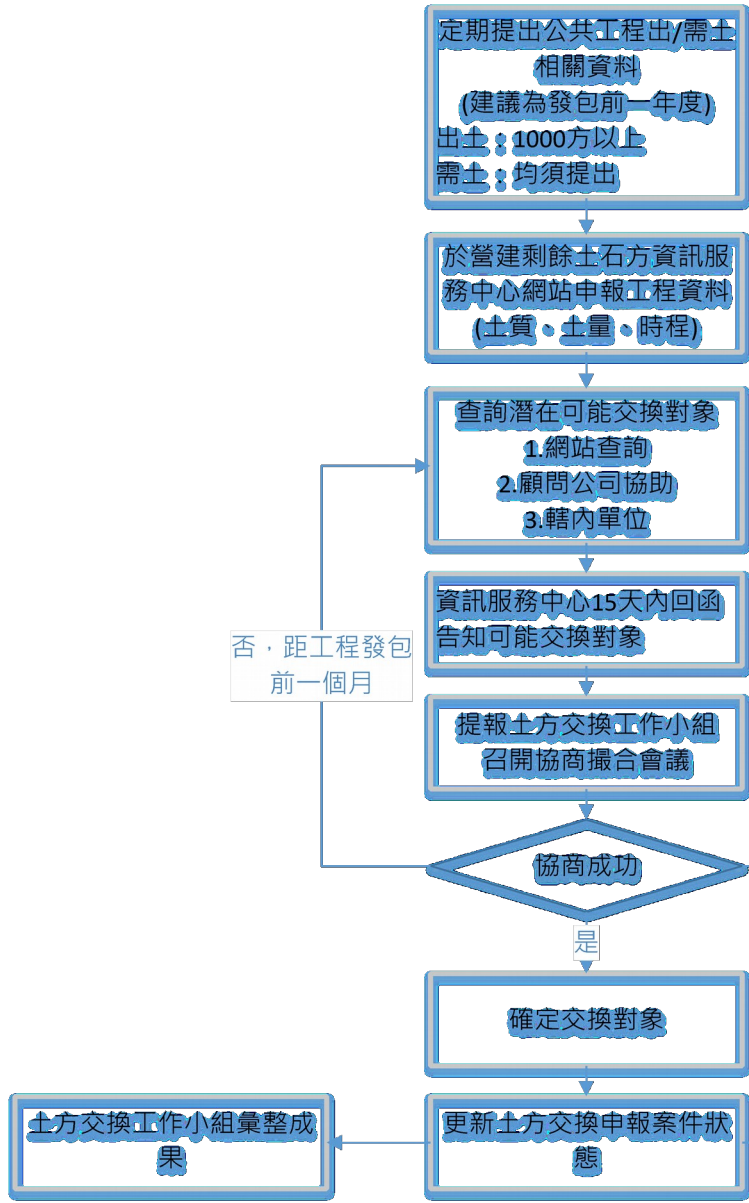 定期提出公共工程出/需土
相關資料
(建議為發包前一年度)
出土：1000方以上
需土：均須提出
於營建剩餘土石方資訊服
務中心網站申報工程資料
(土質、土量、時程)
查詢潛在可能交換對象
1.網站查詢
2.顧問公司協助
3.轄內單位
資訊服務中心15天內回函
告知可能交換對象
否，距工程發包
前一個月
提報土方交換工作小組
召開協商撮合會議
協商成功
是
確定交換對象
更新土方交換申報案件狀
態
土方交換工作小組彙整成
果